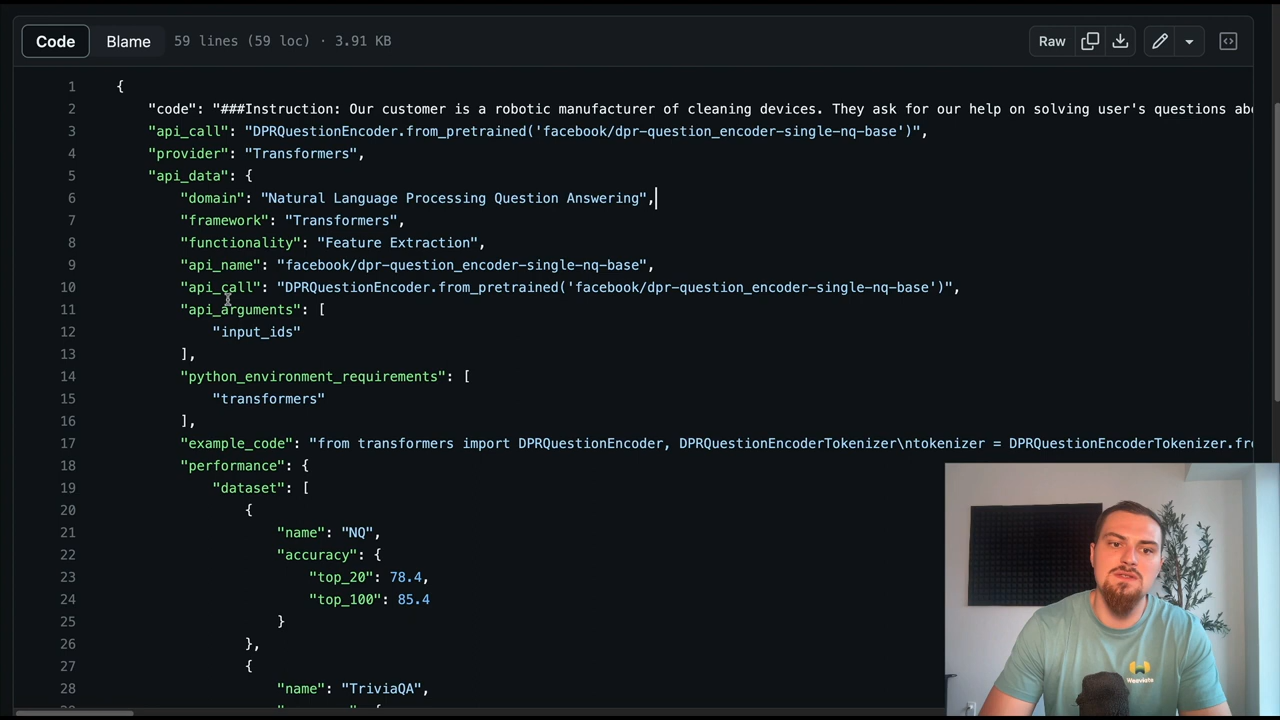 Code Blame 59 lines (59 loc) · 3.91 KB Raw
1 {
2 "code": "###Instruction: Our customer is a robotic manufacturer of cleaning devices. They ask for our help on solving user's questions abo
3 "api_call": "DPRQuestionEncoder.from_pretrained('facebook/dpr-question_encoder-single-nq-base')",
4 "provider": "Transformers",
5 "api_data": {
6 "domain": "Natural Language Processing Question Answering",
7 "framework": "Transformers",
8 "functionality": "Feature Extraction",
9 "api_name": "facebook/dpr-question_encoder-single-nq-base",
10 "api_call": "DPRQuestionEncoder.from_pretrained('facebook/dpr-question_encoder-single-nq-base')",
11 "api_arguments": [
12 "input_ids"
13 ],
14 "python_environment_requirements": [
15 "transformers"
16 ],
17 "example_code": "from transformers import DPRQuestionEncoder, DPRQuestionEncoderTokenizer\ntokenizer = DPRQuestionEncoderTokenizer.fro
18 "performance": {
19 "dataset": [
20 {
21 "name": "NQ",
22 "accuracy": {
23 "top_20": 78.4,
24 "top_100": 85.4
25 }
26 },
27 {
28 "name": "TriviaQA",
Weaviate